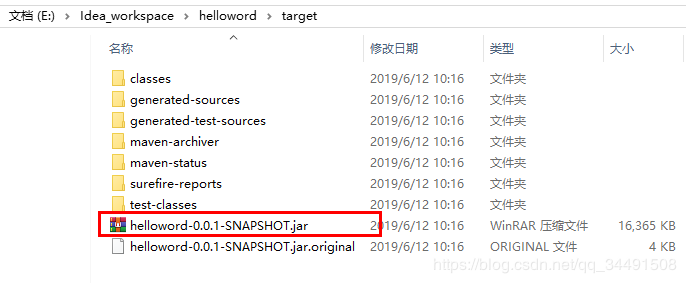 文档 (E:) > Idea_workspace > helloword > target
名称 修改日期 类型 大小
classes 2019/6/12 10:16 文件夹
generated-sources 2019/6/12 10:16 文件夹
generated-test-sources 2019/6/12 10:16 文件夹
maven-archiver 2019/6/12 10:16 文件夹
maven-status 2019/6/12 10:16 文件夹
surefire-reports 2019/6/12 10:16 文件夹
test-classes 2019/6/12 10:16 文件夹
helloword-0.0.1-SNAPSHOT.jar 2019/6/12 10:16 WinRAR 压缩文件 16,365 KB
helloword-0.0.1-SNAPSHOT.jar.original 2019/6/12 10:16 ORIGINAL 文件 4 KB
https://blog.csdn.net/qq_34491508